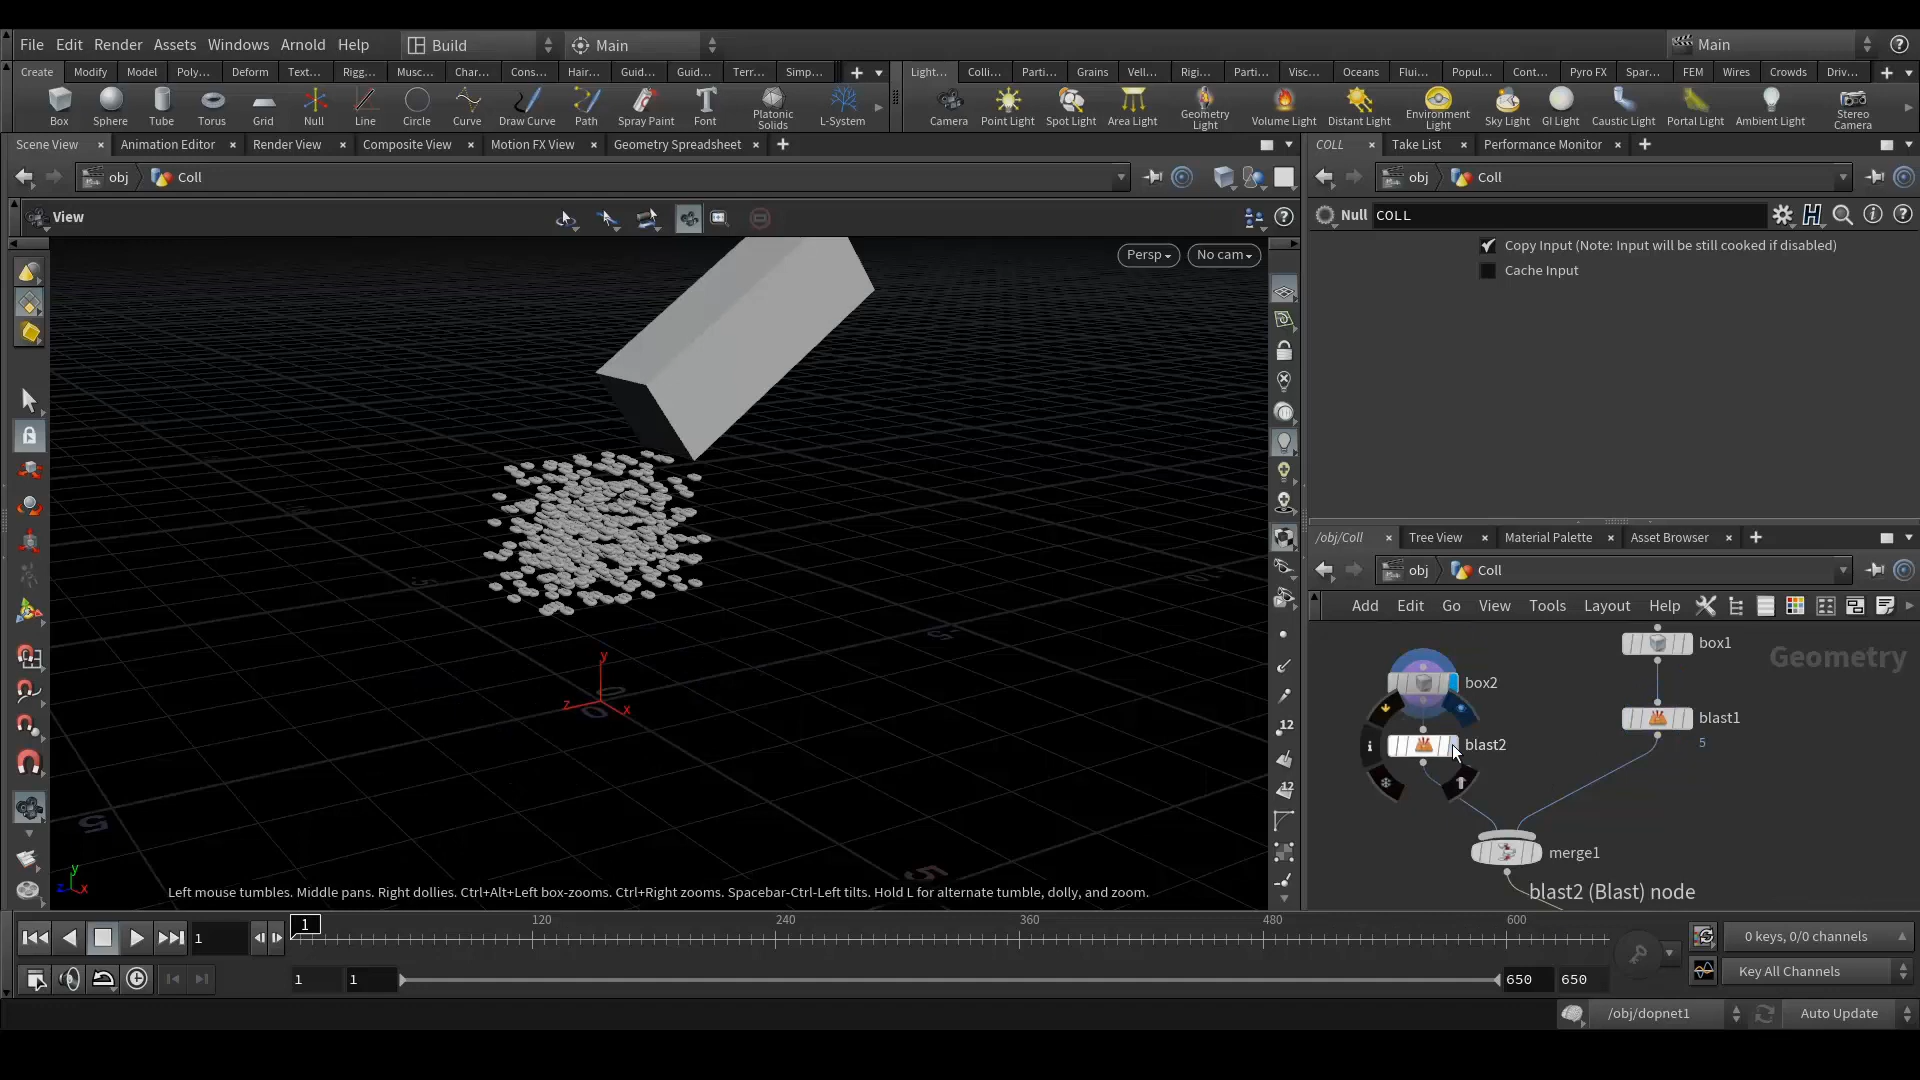 File Edit Render Assets Windows Arnold Help Build Main Main
Create Modify Model Poly... Deform Text... Rigg... Musc... Char... Cons... Hair... Guid... Guid... Terr... Simp... Light... Colli... Parti... Grains Vell... Rigi... Parti... Visc... Oceans Flui... Popul... Cont... Pyro FX Spar... FEM Wires Crowds Driv...
Box Sphere Tube Torus Grid Null Line Circle Curve Draw Curve Path Spray Paint Font Platonic Solids L-System Camera Point Light Spot Light Area Light Geometry Light Volume Light Distant Light Environment Light Sky Light GI Light Caustic Light Portal Light Ambient Light Stereo Camera
Scene View Animation Editor Render View Composite View Motion FX View Geometry Spreadsheet COLL Take List Performance Monitor
obj Coll obj Coll
View Null COLL
Persp No cam
Copy Input (Note: Input will be still cooked if disabled)
Cache Input
/obj/Coll Tree View Material Palette Asset Browser
obj Coll
Add Edit Go View Tools Layout Help
box1
Geometry
box2
blast1
blast2
5
merge1
blast2 (Blast) node
12
12
y
z x
0
5
5
y
z x
Left mouse tumbles. Middle pans. Right dollies. Ctrl+Alt+Left box-zooms. Ctrl+Right zooms. Spacebar-Ctrl-Left tilts. Hold L for alternate tumble, dolly, and zoom.
1 1 120 240 360 480 600 0 keys, 0/0 channels
1 1 650 650 Key All Channels
/obj/dopnet1 Auto Update